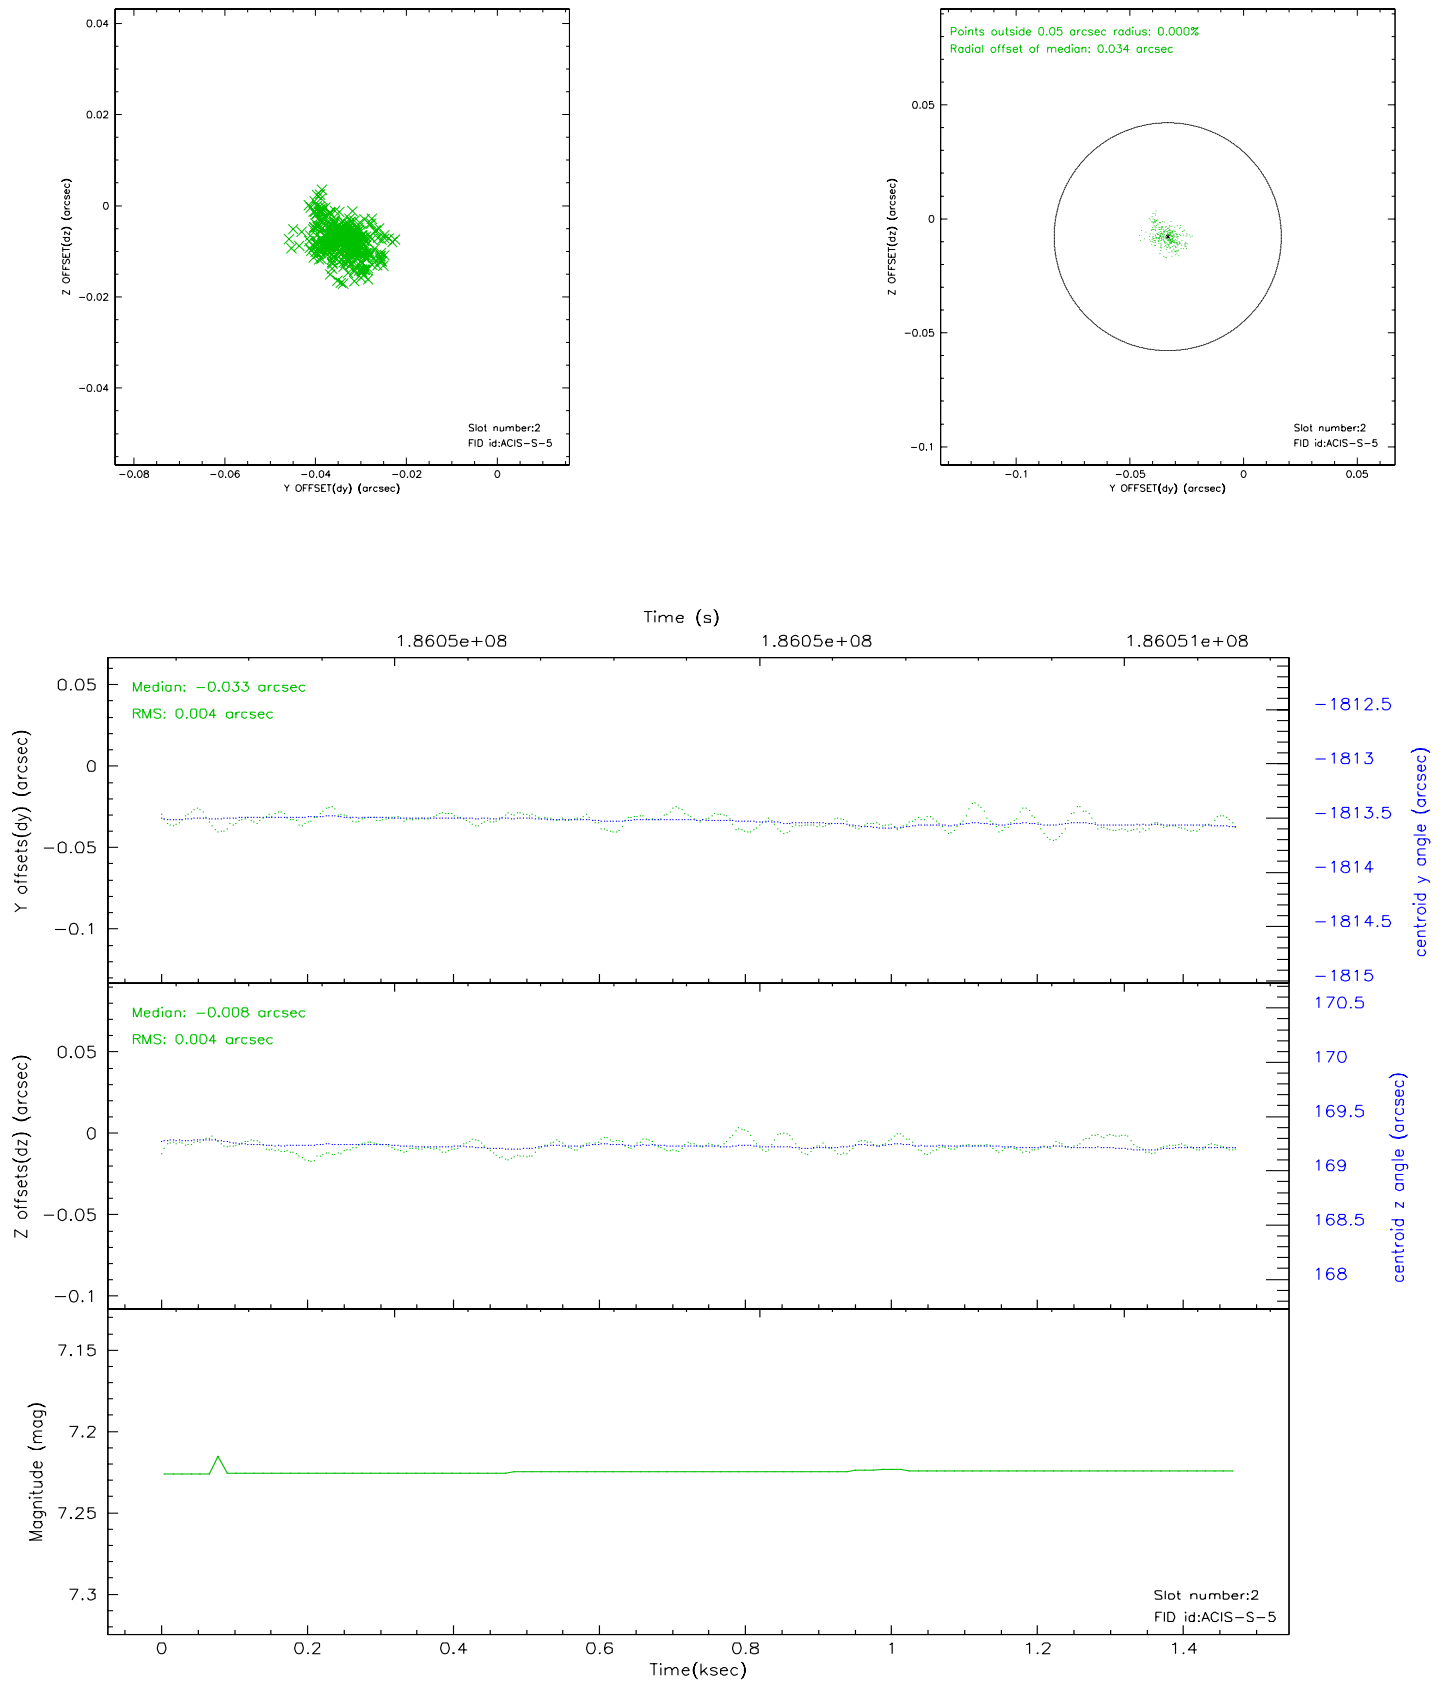 0.04
0.02
0
−0.02
−0.04
Z OFFSET(dz) (arcsec)
Slot number:2
FID id:ACIS−S−5
−0.08 −0.06 −0.04 −0.02 0
Y OFFSET(dy) (arcsec)
Points outside 0.05 arcsec radius: 0.000%
Radial offset of median: 0.034 arcsec
0.05
0
−0.05
−0.1
Z OFFSET(dz) (arcsec)
Slot number:2
FID id:ACIS−S−5
−0.1 −0.05 0 0.05
Y OFFSET(dy) (arcsec)
Time (s)
1.8605e+08 1.8605e+08 1.86051e+08
Median: −0.033 arcsec
RMS: 0.004 arcsec
0.05
0
−0.05
−0.1
Y offsets(dy) (arcsec)
−1812.5
−1813
−1813.5
−1814
−1814.5
−1815
centroid y angle (arcsec)
Median: −0.008 arcsec
RMS: 0.004 arcsec
0.05
0
−0.05
−0.1
Z offsets(dz) (arcsec)
170.5
170
169.5
169
168.5
168
centroid z angle (arcsec)
7.15
7.2
7.25
7.3
Magnitude (mag)
Slot number:2
FID id:ACIS−S−5
0 0.2 0.4 0.6 0.8 1 1.2 1.4
Time(ksec)